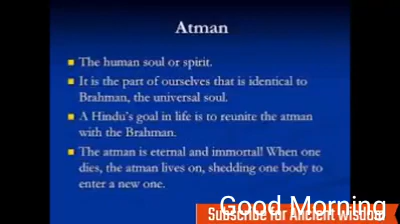 Atman
The human soul or spirit.
It is the part of ourselves that is identical to
Brahman, the universal soul.
A Hindu's goal in life is to reunite the atman
with the Brahman.
The atman is eternal and immortal! When one
dies, the atman lives on, shedding one body to
enter a new one.
Good Morning
Subscribe for Ancient Wisdom